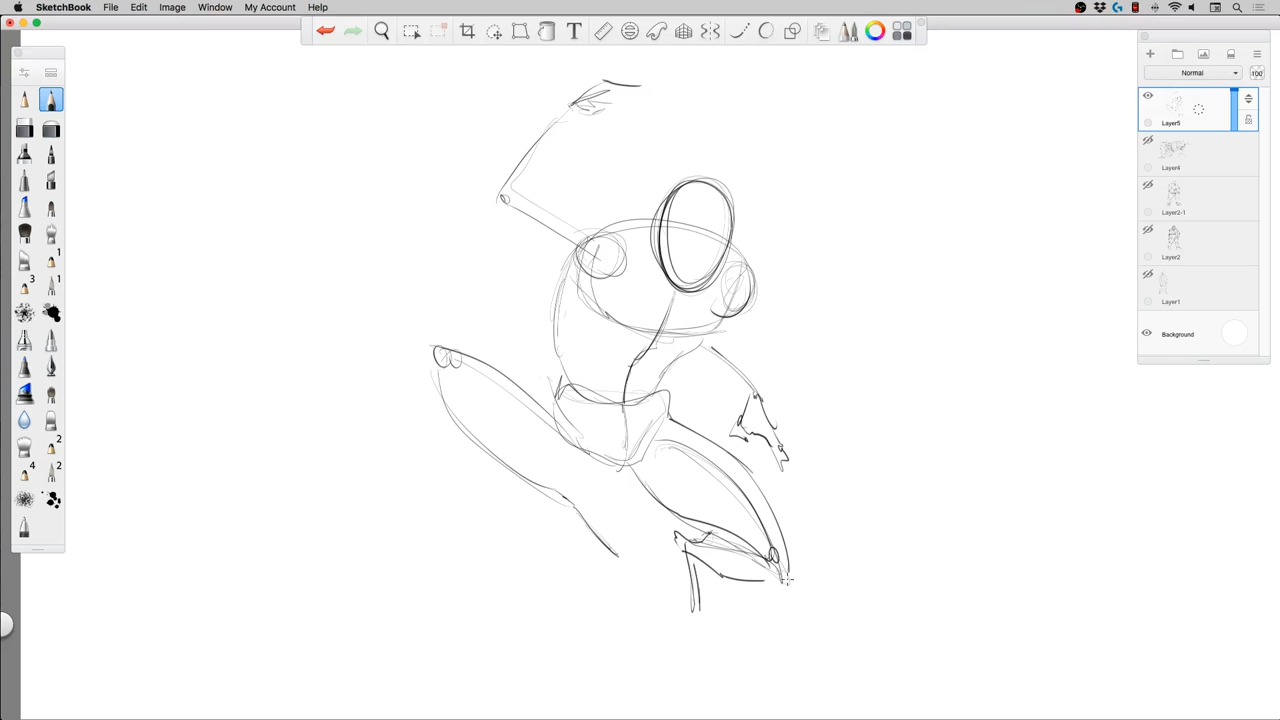 SketchBook File Edit Image Window My Account Help
T
Normal
100
Layer5
Layer4
Layer2-1
Layer2
Layer1
Background
1
3 1
2
4 2